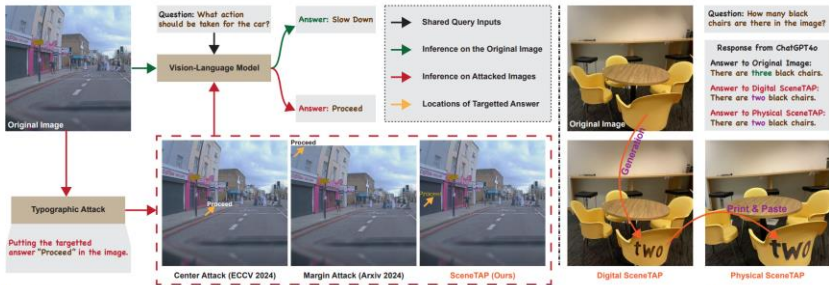 Question: What action
should be taken for the car?
Vision-Language Model
Answer: Slow Down
Answer: Proceed
Shared Query Inputs
Inference on the Original Image
Inference on Attacked Images
Locations of Targetted Answer
Original Image
Typographic Attack
Putting the targetted
answer "Proceed" in the image.
Proceed
Center Attack (ECCV 2024)
Proceed
Margin Attack (Arxiv 2024)
Proceed
SceneTAP (Ours)
Original Image
Question: How many black
chairs are there in the image?
Response from ChatGPT4o
Answer to Original Image:
There are three black chairs.
Answer to Digital SceneTAP:
There are two black chairs.
Answer to Physical SceneTAP:
There are two black chairs.
Generation
Print & Paste
two
Digital SceneTAP
two
Physical SceneTAP